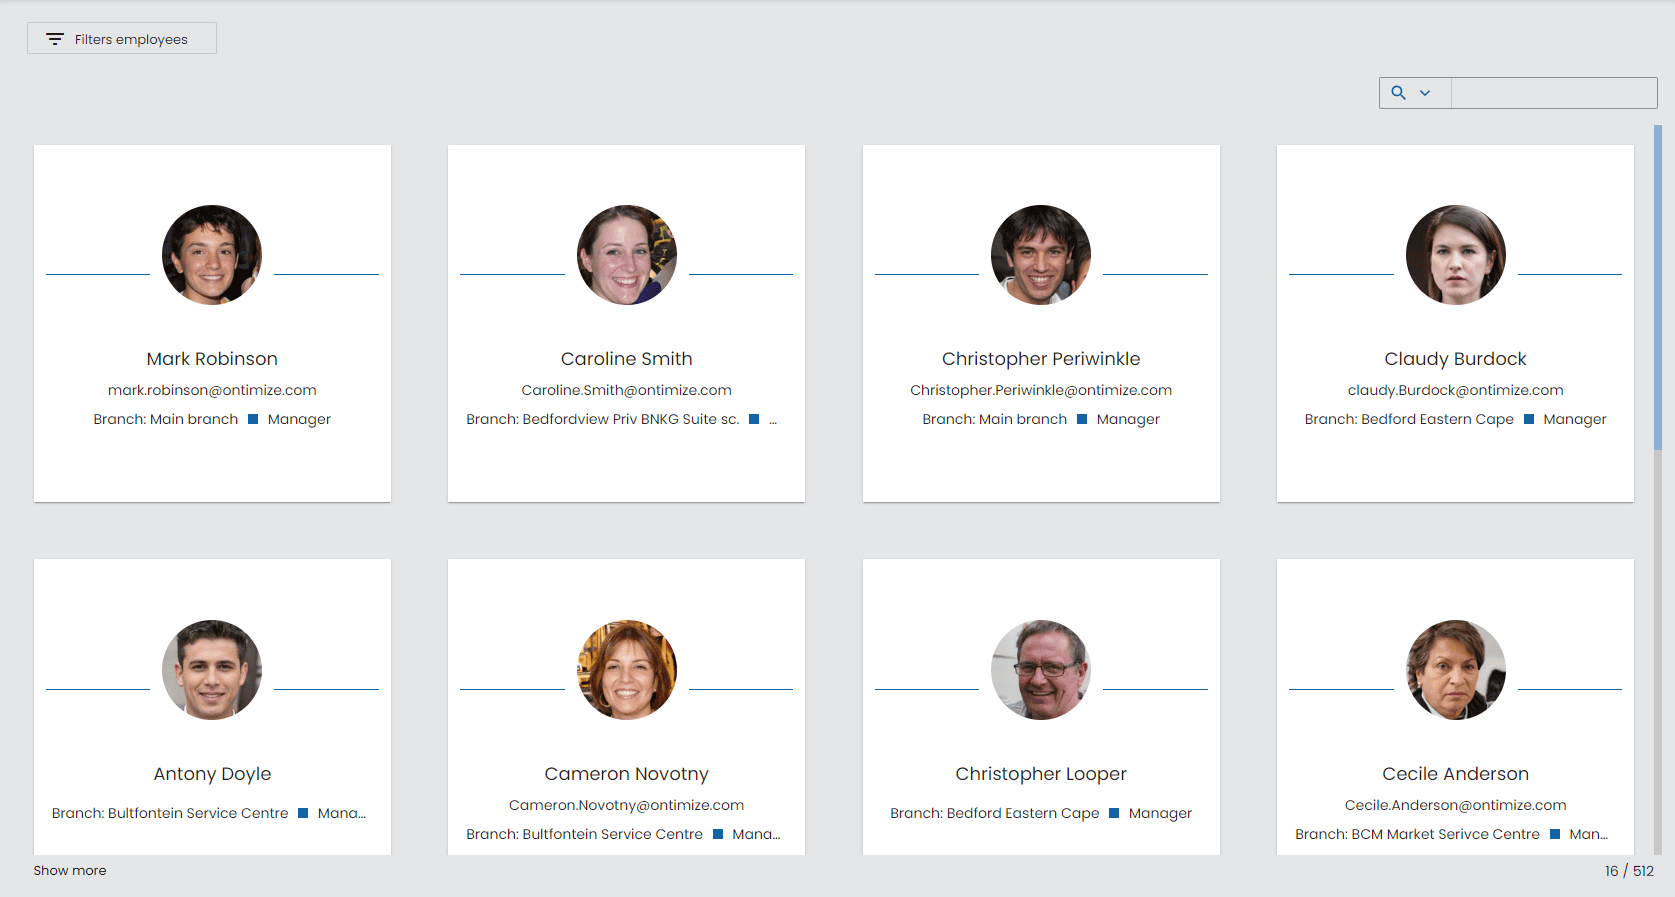 Filters employees
Mark Robinson
mark.robinson@ontimize.com
Branch: Main branch Manager
Caroline Smith
Caroline.Smith@ontimize.com
Branch: Bedfordview Priv BNKG Suite sc. ...
Christopher Periwinkle
Christopher.Periwinkle@ontimize.com
Branch: Main branch Manager
Claudy Burdock
claudy.Burdock@ontimize.com
Branch: Bedford Eastern Cape Manager
Antony Doyle
Branch: Bultfontein Service Centre Mana...
Cameron Novotny
Cameron.Novotny@ontimize.com
Branch: Bultfontein Service Centre Mana...
Christopher Looper
Branch: Bedford Eastern Cape Manager
Cecile Anderson
Cecile.Anderson@ontimize.com
Branch: BCM Market Serivce Centre Man...
Show more
16 / 512